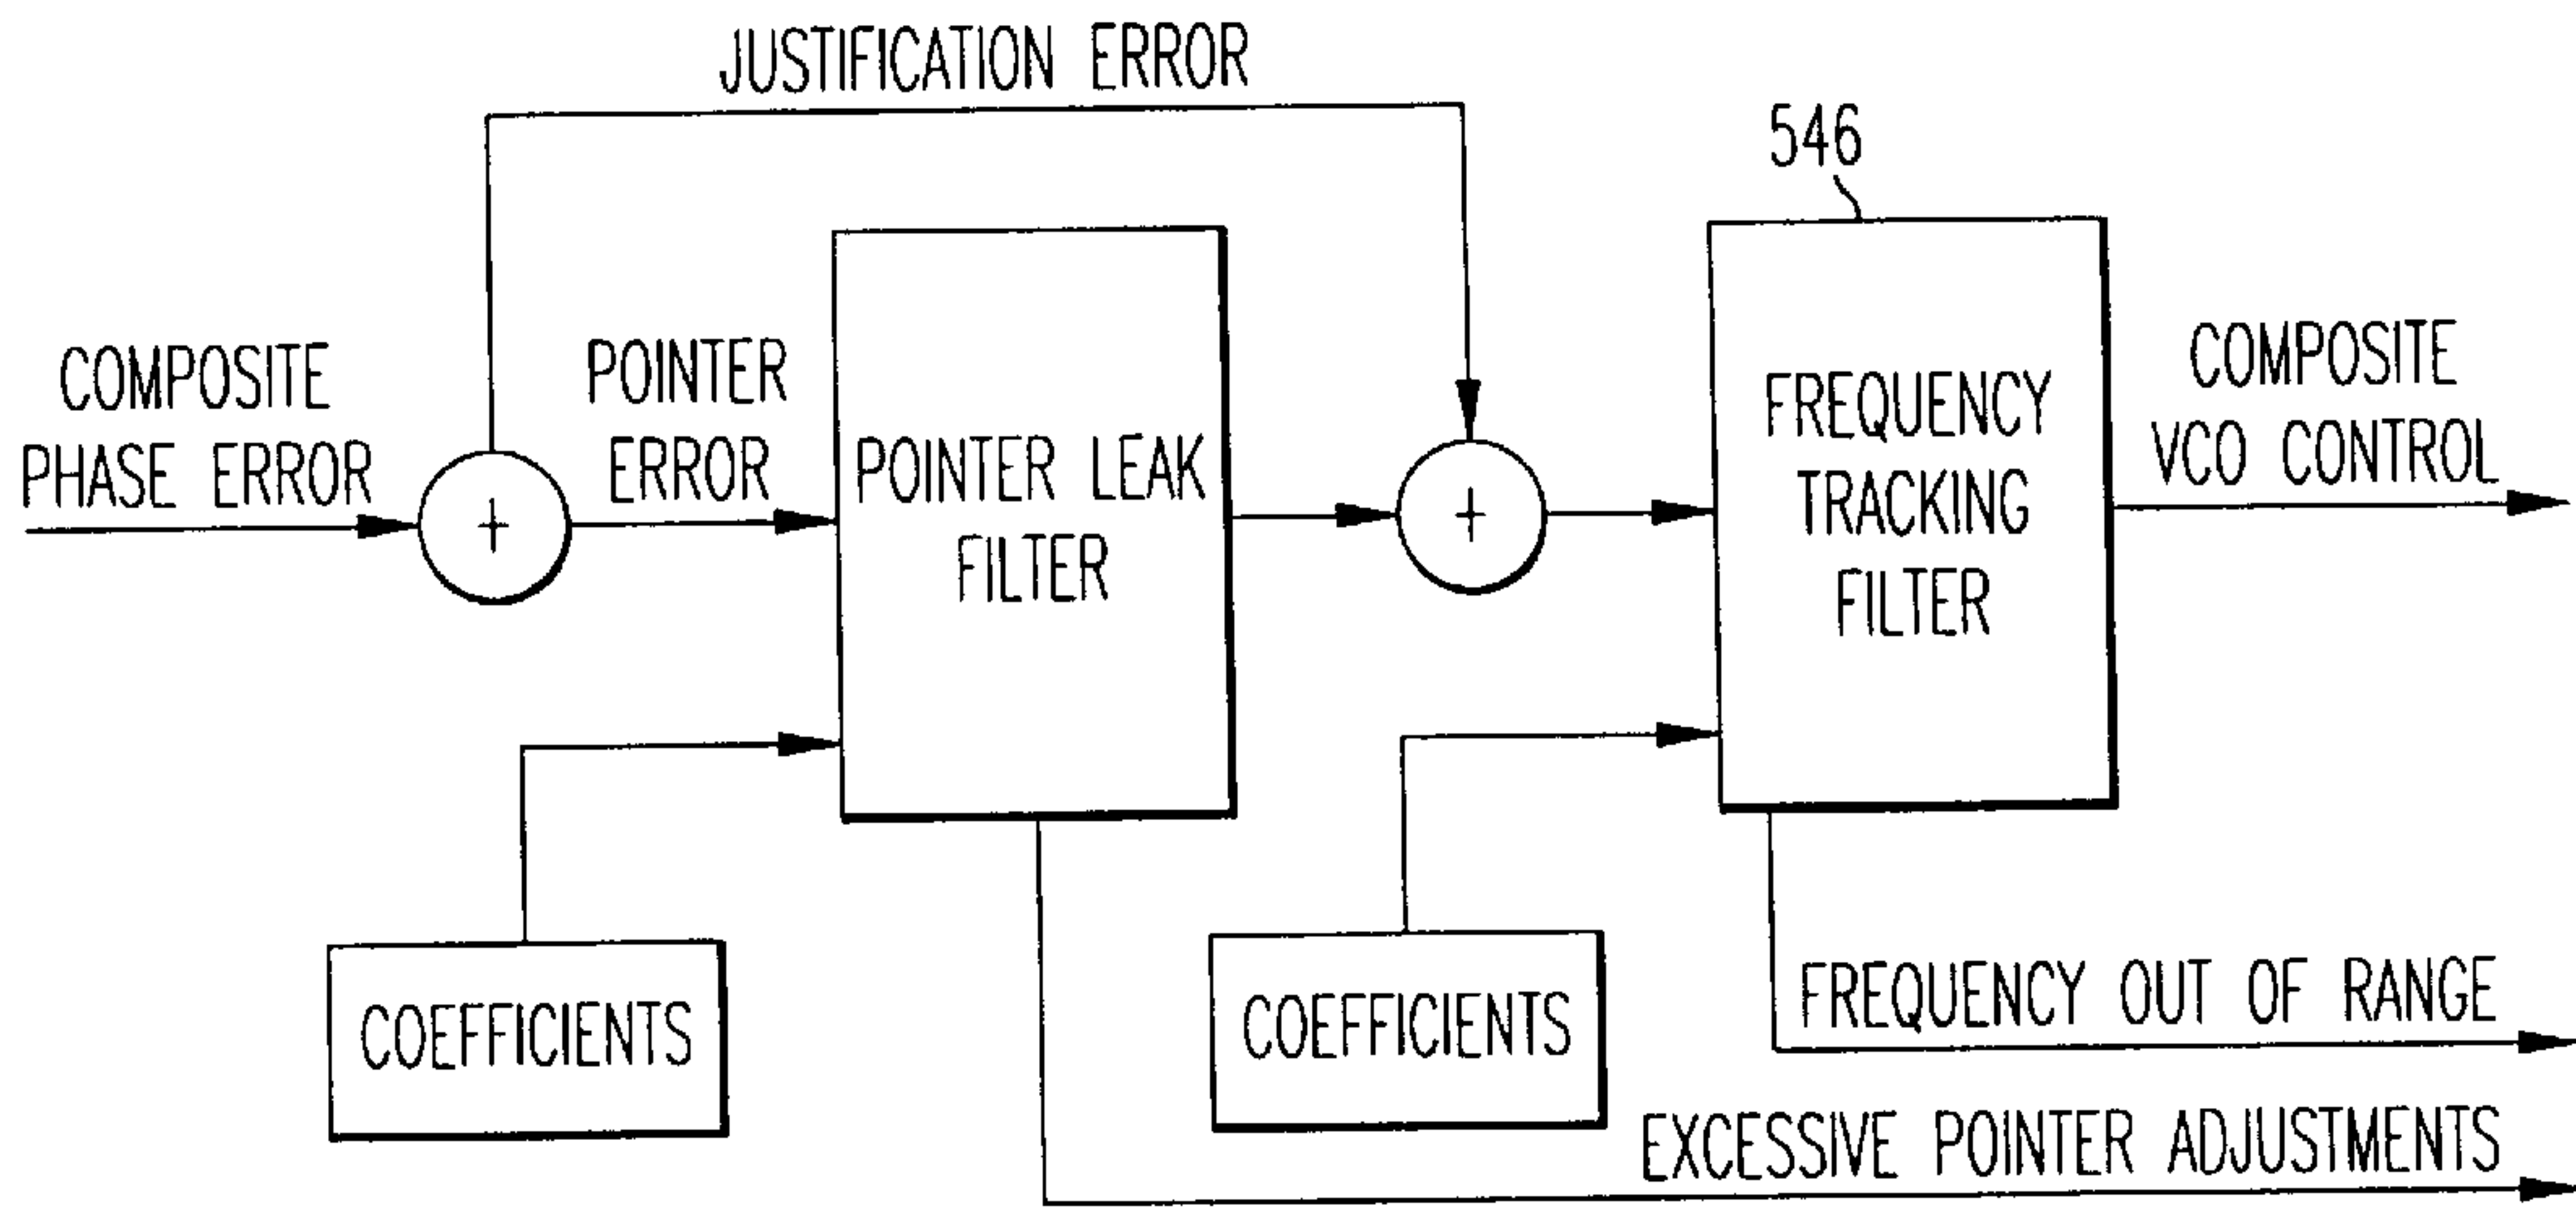 JUSTIFICATION ERROR
546
COMPOSITE
PHASE ERROR
POINTER
ERROR
POINTER LEAK
FILTER
FREQUENCY
TRACKING
FILTER
COMPOSITE
VCO CONTROL
+
+
COEFFICIENTS
COEFFICIENTS
FREQUENCY OUT OF RANGE
EXCESSIVE POINTER ADJUSTMENTS